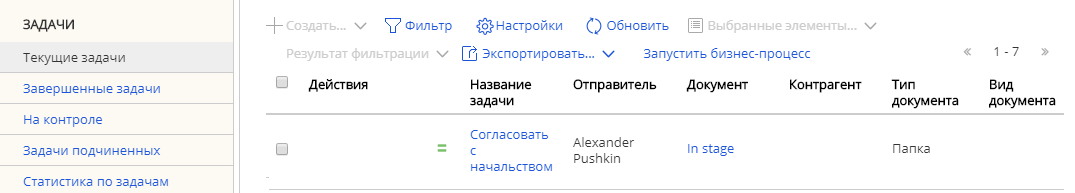 ЗАДАЧИ
Текущие задачи
Завершенные задачи
На контроле
Задачи подчиненных
Статистика по задачам
Создать... Фильтр Настройки Обновить Выбранные элементы...
Результат фильтрации Экспортировать... Запустить бизнес-процесс « 1 - 7 »
Действия Название задачи Отправитель Документ Контрагент Тип документа Вид документа
= Согласовать с начальством Alexander Pushkin In stage Папка